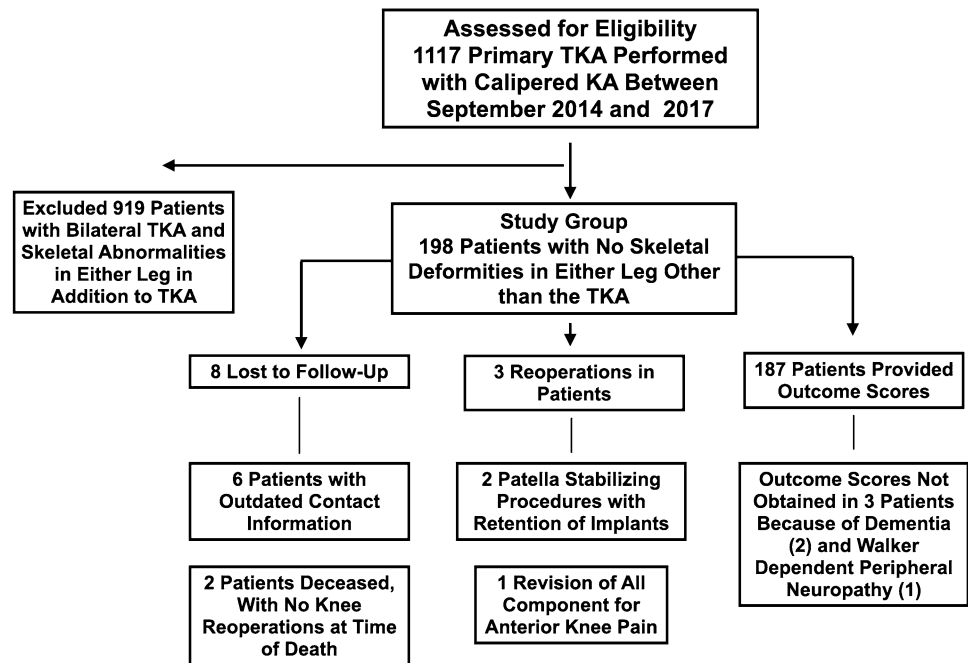 Assessed for Eligibility
1117 Primary TKA Performed
with Calipered KA Between
September 2014 and 2017
Excluded 919 Patients
with Bilateral TKA and
Skeletal Abnormalities
in Either Leg in
Addition to TKA
Study Group
198 Patients with No Skeletal
Deformities in Either Leg Other
than the TKA
8 Lost to Follow-Up
3 Reoperations in
Patients
187 Patients Provided
Outcome Scores
6 Patients with
Outdated Contact
Information
2 Patella Stabilizing
Procedures with
Retention of Implants
Outcome Scores Not
Obtained in 3 Patients
Because of Dementia
(2) and Walker
Dependent Peripheral
Neuropathy (1)
2 Patients Deceased,
With No Knee
Reoperations at Time
of Death
1 Revision of All
Component for
Anterior Knee Pain